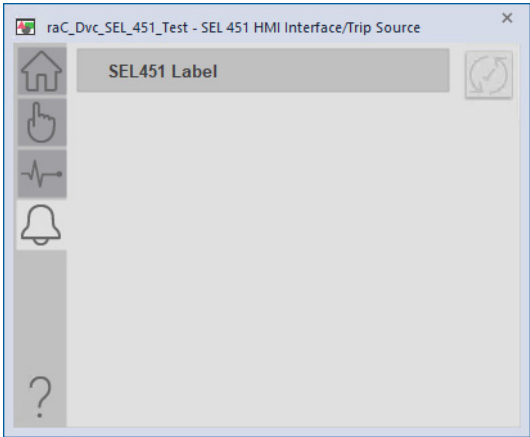 raC_Dvc_SEL_451_Test - SEL 451 HMI Interface/Trip Source
SEL451 Label
?